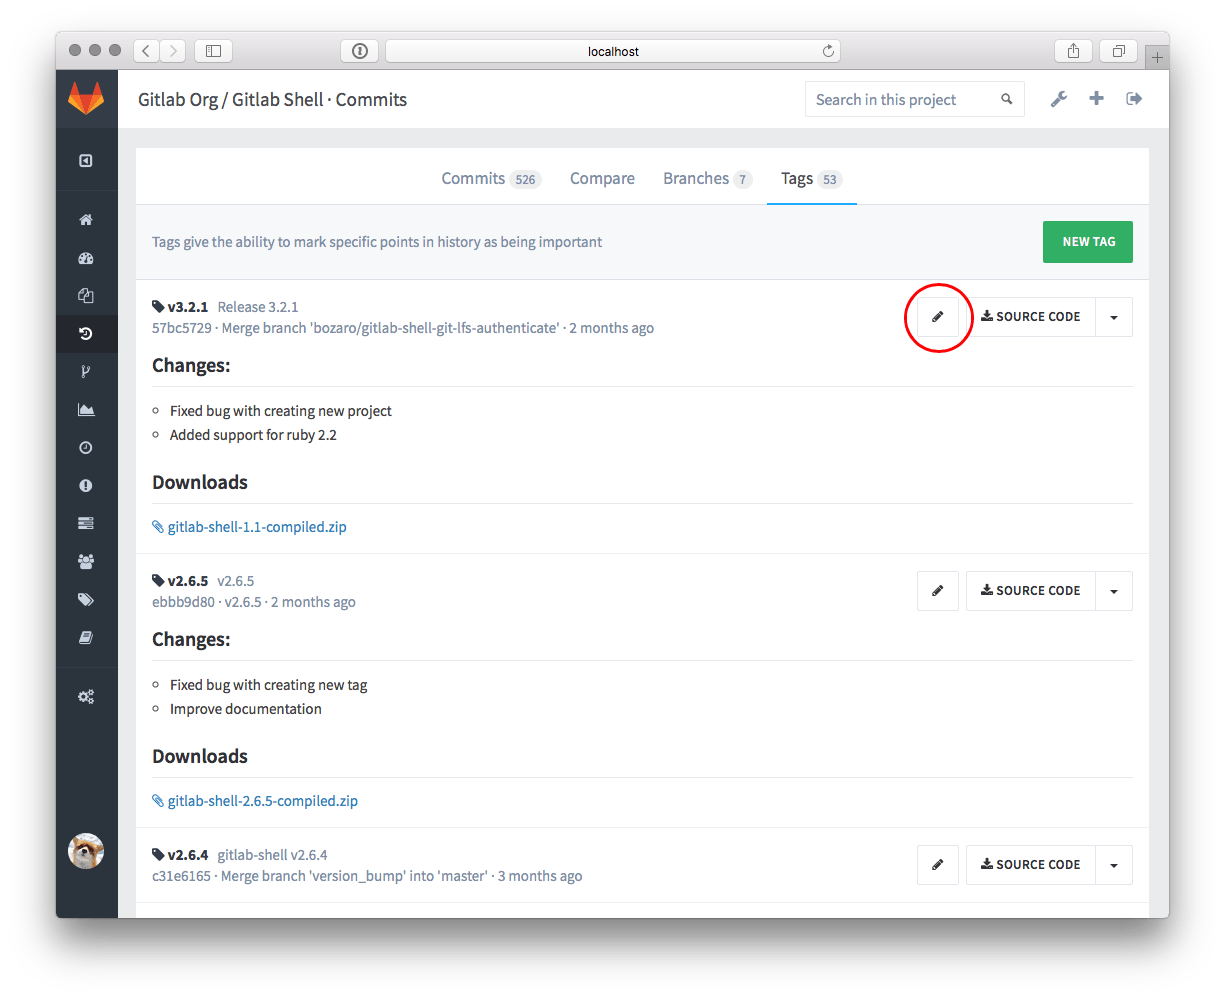 localhost
Gitlab Org / Gitlab Shell · Commits
Search in this project
Commits 526 Compare Branches 7 Tags 53
Tags give the ability to mark specific points in history as being important
NEW TAG
v3.2.1 Release 3.2.1
57bc5729 · Merge branch 'bozaro/gitlab-shell-git-lfs-authenticate' · 2 months ago
SOURCE CODE
Changes:
Fixed bug with creating new project
Added support for ruby 2.2
Downloads
gitlab-shell-1.1-compiled.zip
v2.6.5 v2.6.5
ebbb9d80 · v2.6.5 · 2 months ago
SOURCE CODE
Changes:
Fixed bug with creating new tag
Improve documentation
Downloads
gitlab-shell-2.6.5-compiled.zip
v2.6.4 gitlab-shell v2.6.4
c31e6165 · Merge branch 'version_bump' into 'master' · 3 months ago
SOURCE CODE